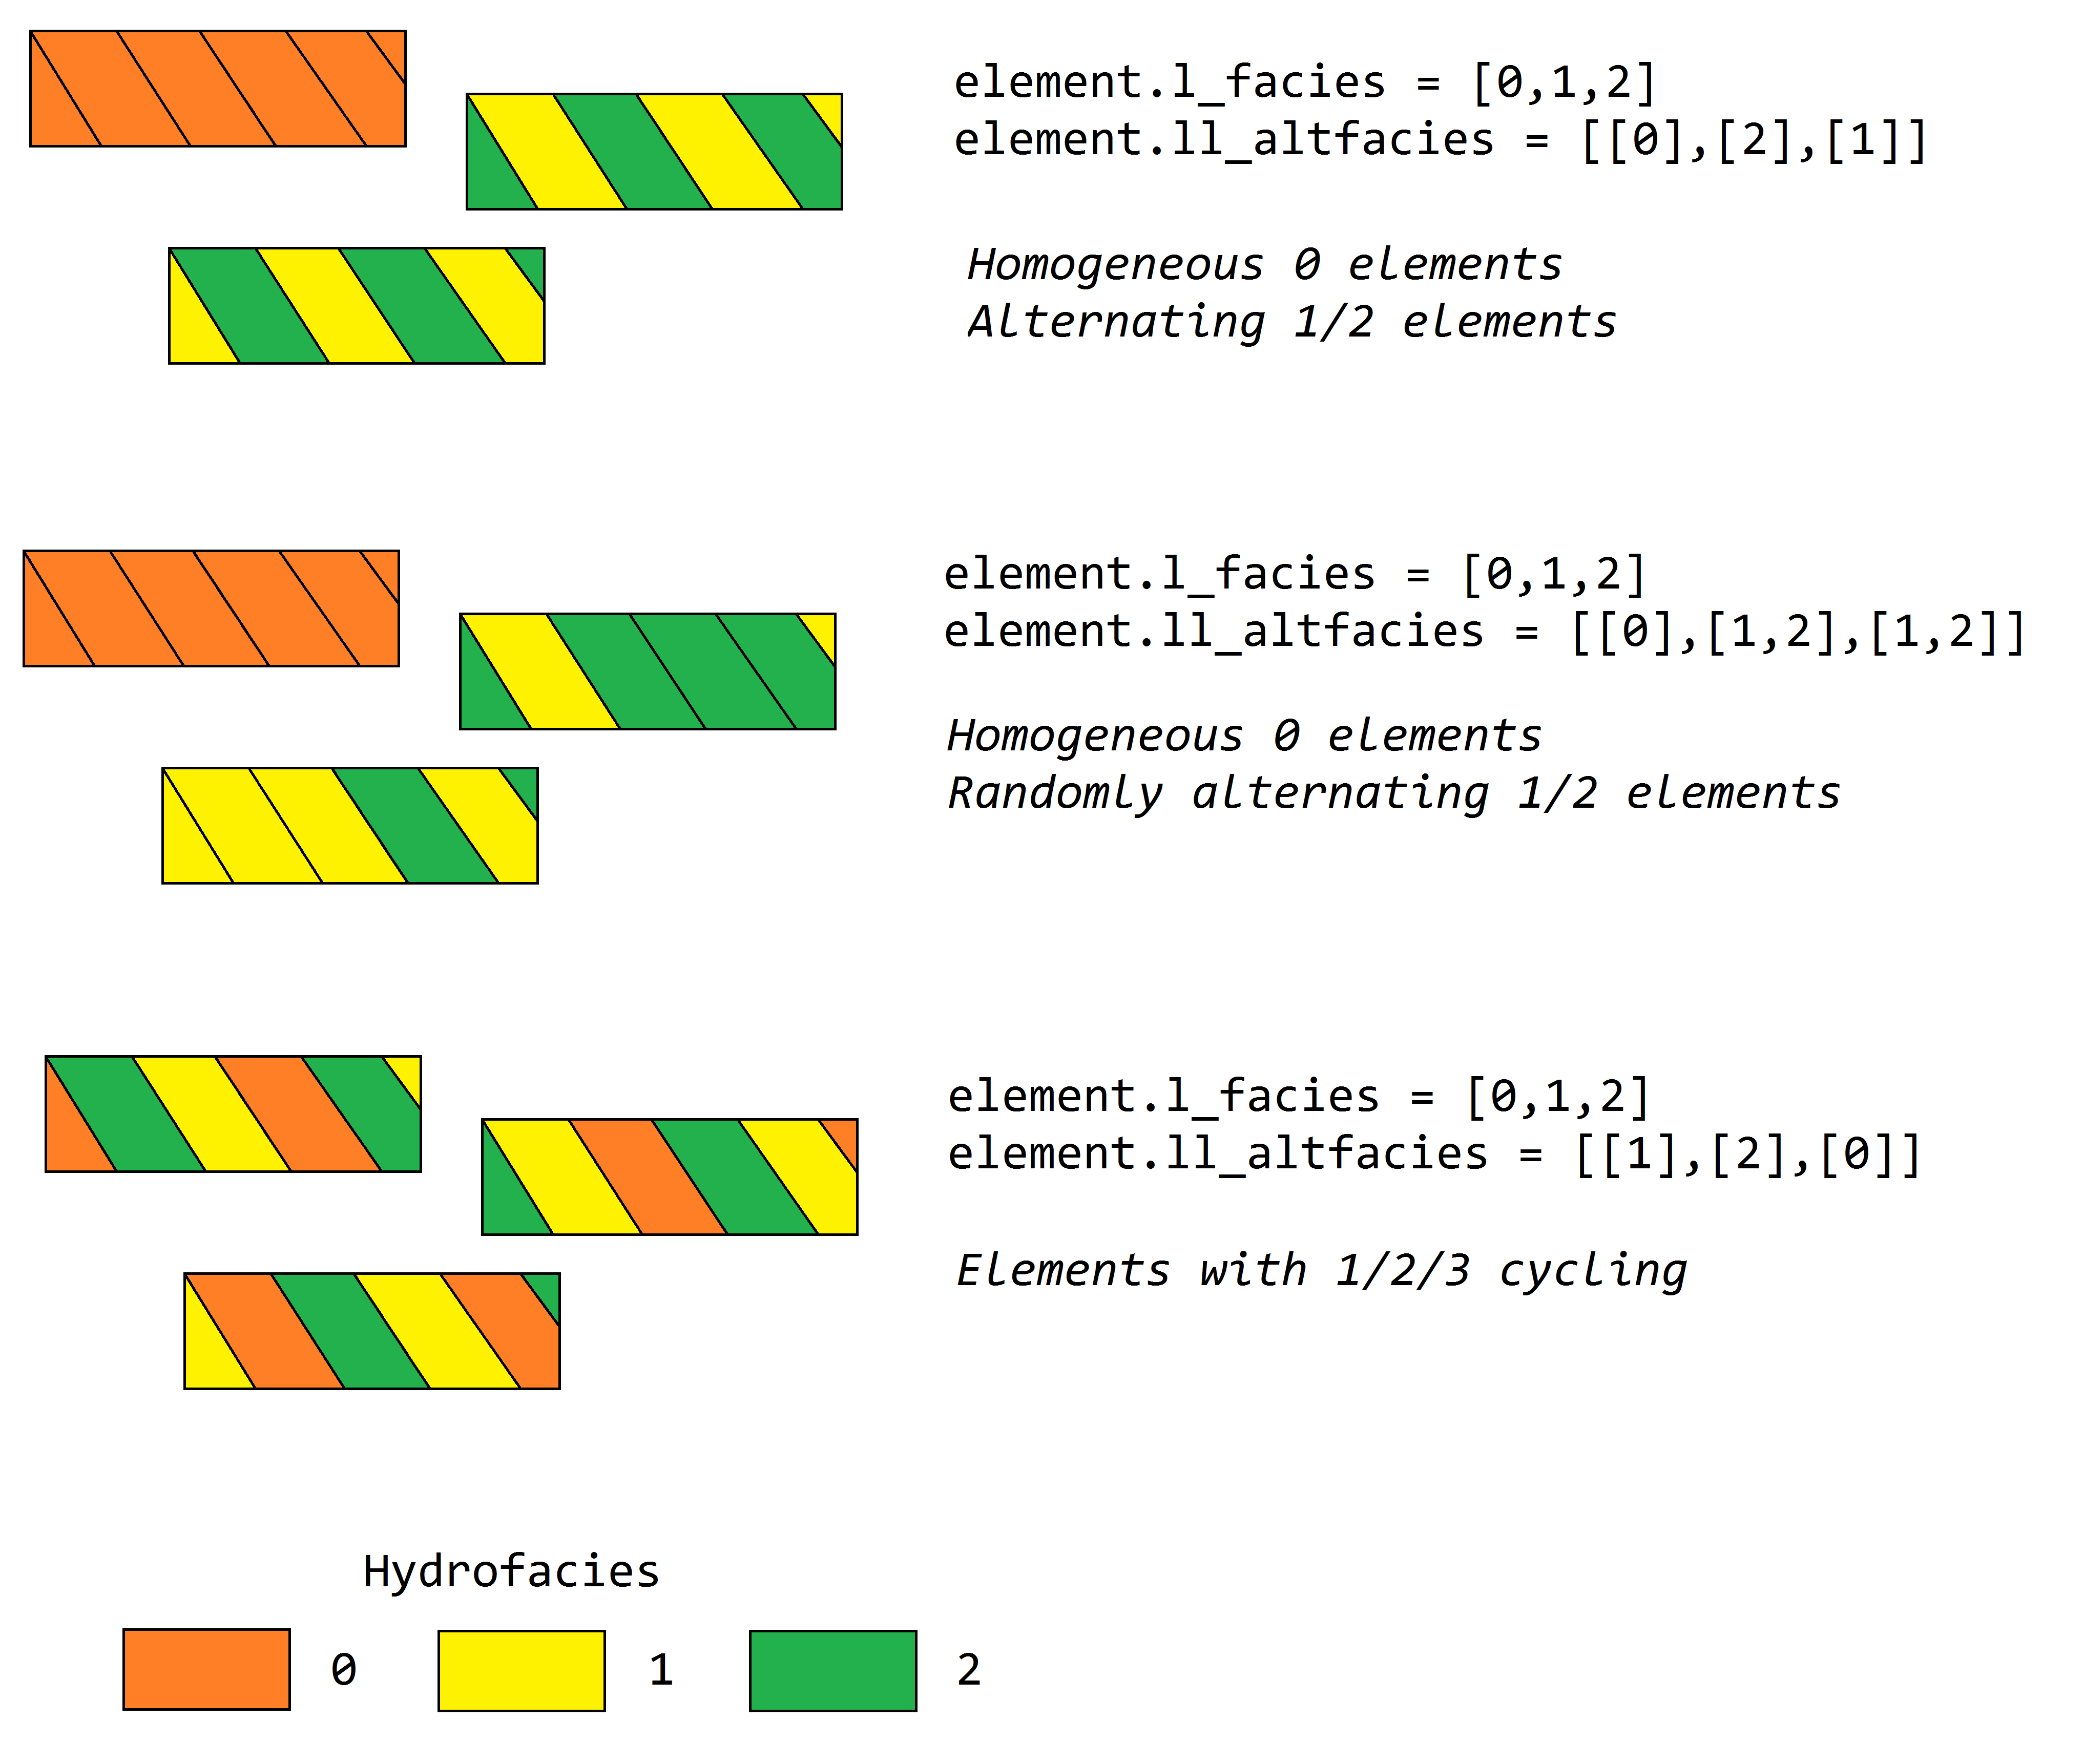 element.l_facies = [0,1,2]
element.ll_altfacies = [[0],[2],[1]]
Homogeneous 0 elements
Alternating 1/2 elements
element.l_facies = [0,1,2]
element.ll_altfacies = [[0],[1,2],[1,2]]
Homogeneous 0 elements
Randomly alternating 1/2 elements
element.l_facies = [0,1,2]
element.ll_altfacies = [[1],[2],[0]]
Elements with 1/2/3 cycling
Hydrofacies
0 1 2